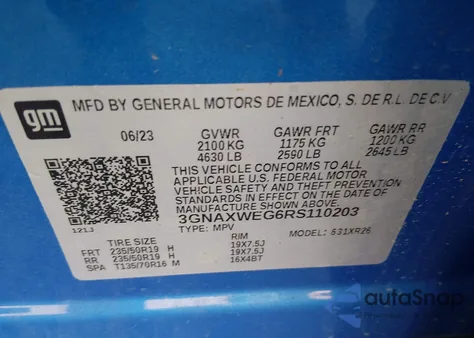 gm
MFD BY GENERAL MOTORS DE MEXICO, S. DE R.L. DE C.V.
06/23 GVWR GAWR FRT GAWR RR
2100 KG 1175 KG 1200 KG
4630 LB 2590 LB 2645 LB
THIS VEHICLE CONFORMS TO ALL
APPLICABLE U.S. FEDERAL MOTOR
VEHICLE SAFETY AND THEFT PREVENTION
STANDARDS IN EFFECT ON THE DATE OF
MANUFACTURE SHOWN ABOVE.
3GNAXWEG6RS110203
121J TYPE: MPV MODEL: 531XR26
TIRE SIZE RIM
FRT 235/50R19 H 19X7.5J
RR 235/50R19 H 19X7.5J
SPA T135/70R16 M 16X4BT
autoSnap